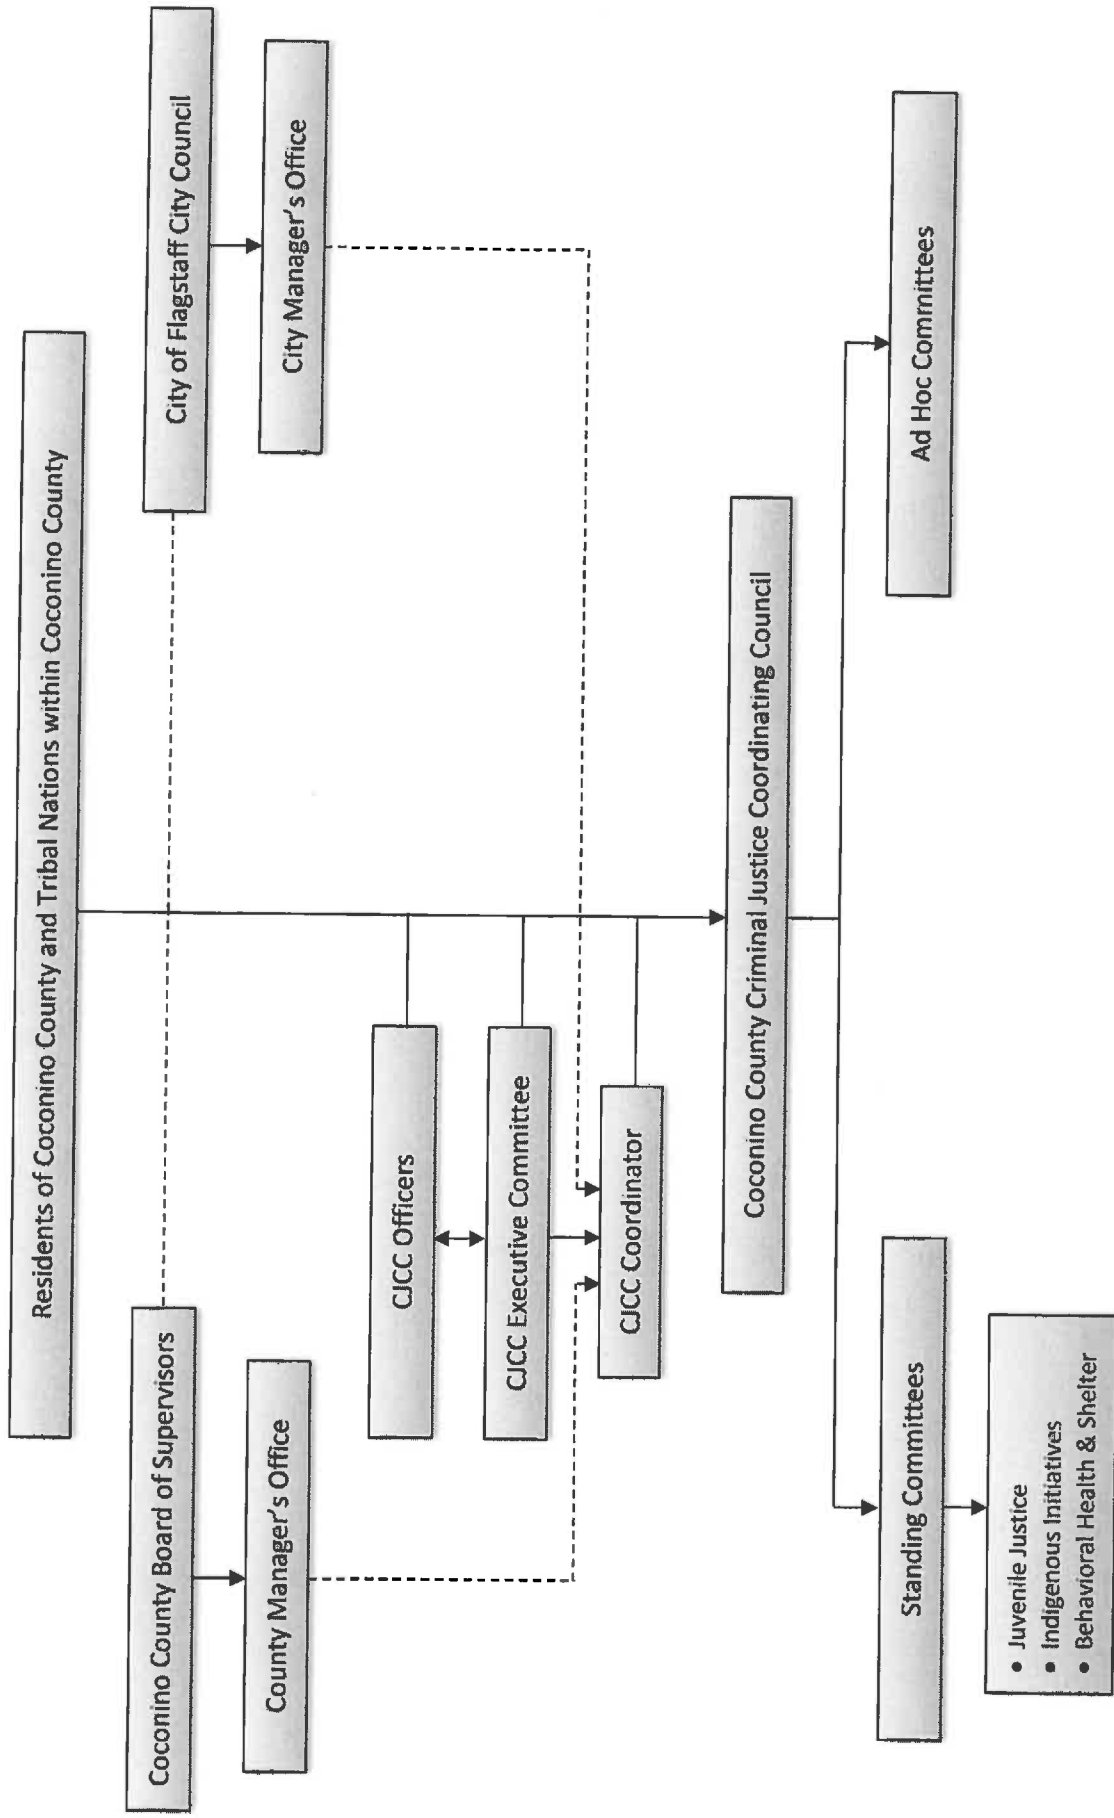 Residents of Coconino County and Tribal Nations within Coconino County
Coconino County Board of Supervisors
City of Flagstaff City Council
County Manager's Office
City Manager's Office
CJCC Officers
CJCC Executive Committee
CJCC Coordinator
Coconino County Criminal Justice Coordinating Council
Standing Committees
Ad Hoc Committees
• Juvenile Justice
• Indigenous Initiatives
• Behavioral Health & Shelter